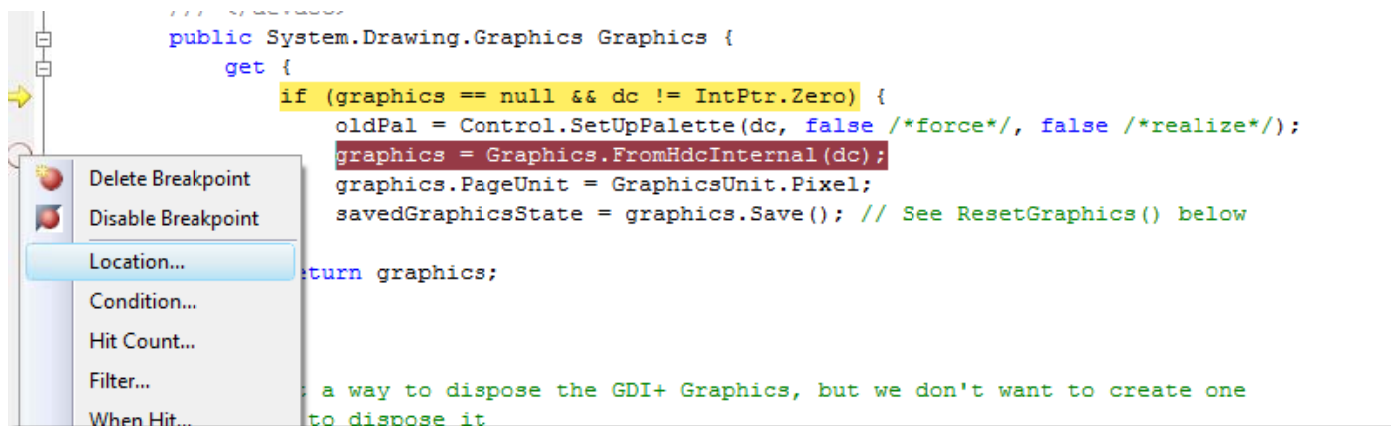 public System.Drawing.Graphics Graphics {
get {
if (graphics == null && dc != IntPtr.Zero) {
oldPal = Control.SetUpPalette(dc, false /*force*/, false /*realize*/);
graphics = Graphics.FromHdcInternal(dc);
Delete Breakpoint
graphics.PageUnit = GraphicsUnit.Pixel;
Disable Breakpoint
savedGraphicsState = graphics.Save(); // See ResetGraphics() below
Location...
eturn graphics;
Condition...
Hit Count...
Filter...
a way to dispose the GDI+ Graphics, but we don't want to create one
When Hit...
to dispose it